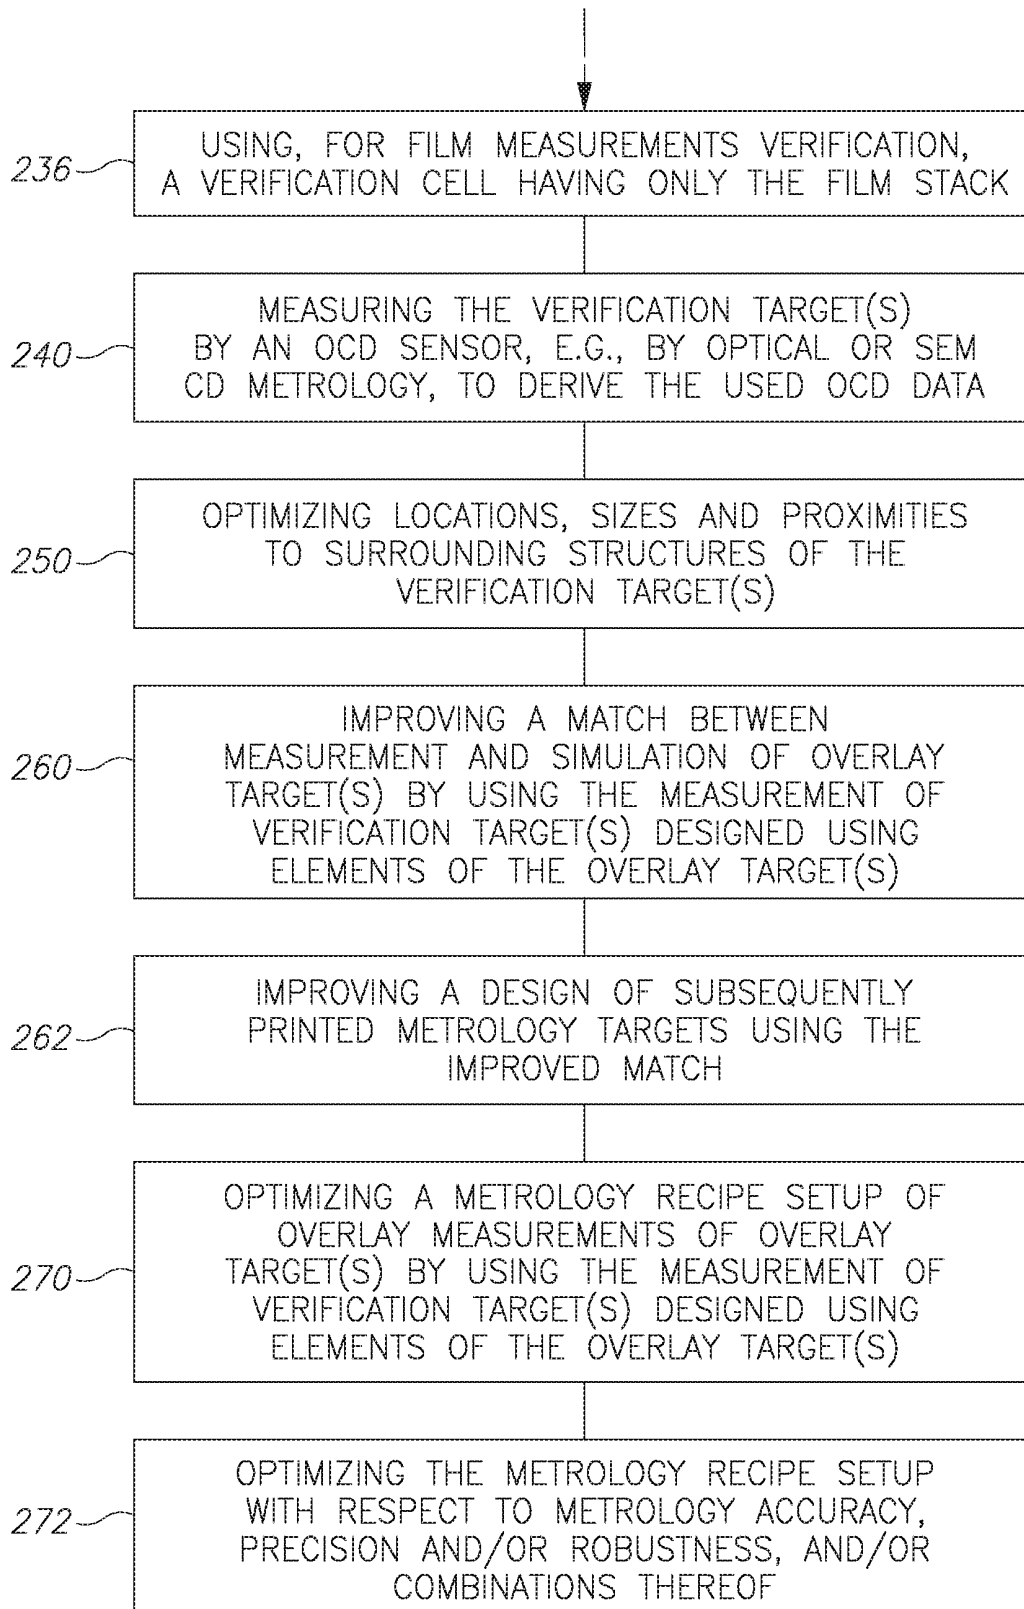 236
USING, FOR FILM MEASUREMENTS VERIFICATION,
A VERIFICATION CELL HAVING ONLY THE FILM STACK
240
MEASURING THE VERIFICATION TARGET(S)
BY AN OCD SENSOR, E.G., BY OPTICAL OR SEM
CD METROLOGY, TO DERIVE THE USED OCD DATA
250
OPTIMIZING LOCATIONS, SIZES AND PROXIMITIES
TO SURROUNDING STRUCTURES OF THE
VERIFICATION TARGET(S)
260
IMPROVING A MATCH BETWEEN
MEASUREMENT AND SIMULATION OF OVERLAY
TARGET(S) BY USING THE MEASUREMENT OF
VERIFICATION TARGET(S) DESIGNED USING
ELEMENTS OF THE OVERLAY TARGET(S)
262
IMPROVING A DESIGN OF SUBSEQUENTLY
PRINTED METROLOGY TARGETS USING THE
IMPROVED MATCH
270
OPTIMIZING A METROLOGY RECIPE SETUP OF
OVERLAY MEASUREMENTS OF OVERLAY
TARGET(S) BY USING THE MEASUREMENT OF
VERIFICATION TARGET(S) DESIGNED USING
ELEMENTS OF THE OVERLAY TARGET(S)
272
OPTIMIZING THE METROLOGY RECIPE SETUP
WITH RESPECT TO METROLOGY ACCURACY,
PRECISION AND/OR ROBUSTNESS, AND/OR
COMBINATIONS THEREOF